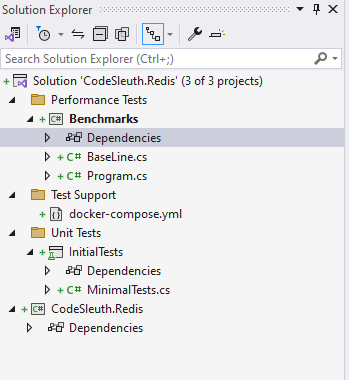 Solution Explorer
Search Solution Explorer (Ctrl+;)
Solution 'CodeSleuth.Redis' (3 of 3 projects)
Performance Tests
C# Benchmarks
Dependencies
C# BaseLine.cs
C# Program.cs
Test Support
docker-compose.yml
Unit Tests
InitialTests
Dependencies
C# MinimalTests.cs
C# CodeSleuth.Redis
Dependencies